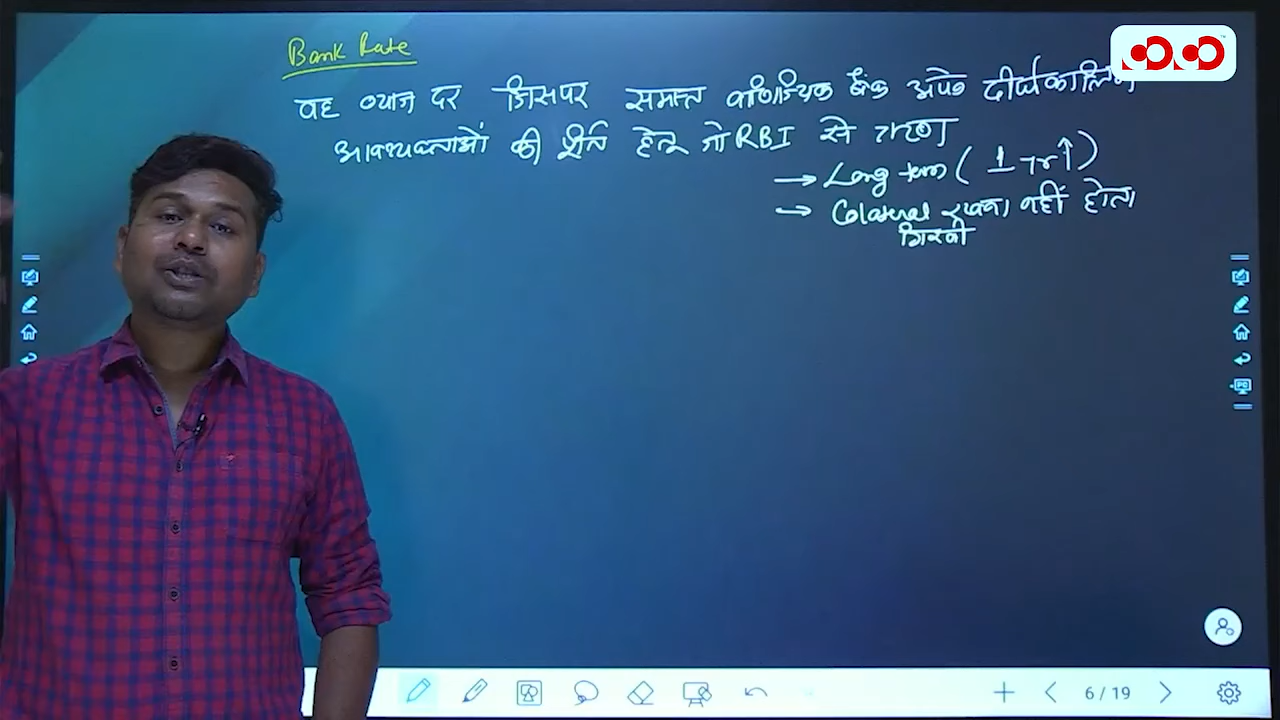 Bank Rate
वह ब्याज दर जिसपर समस्त वाणिज्यिक बैंक अपने दीर्घकालिक
आवश्यकताओं की पूर्ति हेतु जो RBI से
→ Long term ( 1 Yr ↑ )
→ Colateral रखना नहीं होता
गिरवी
6 / 19
PC